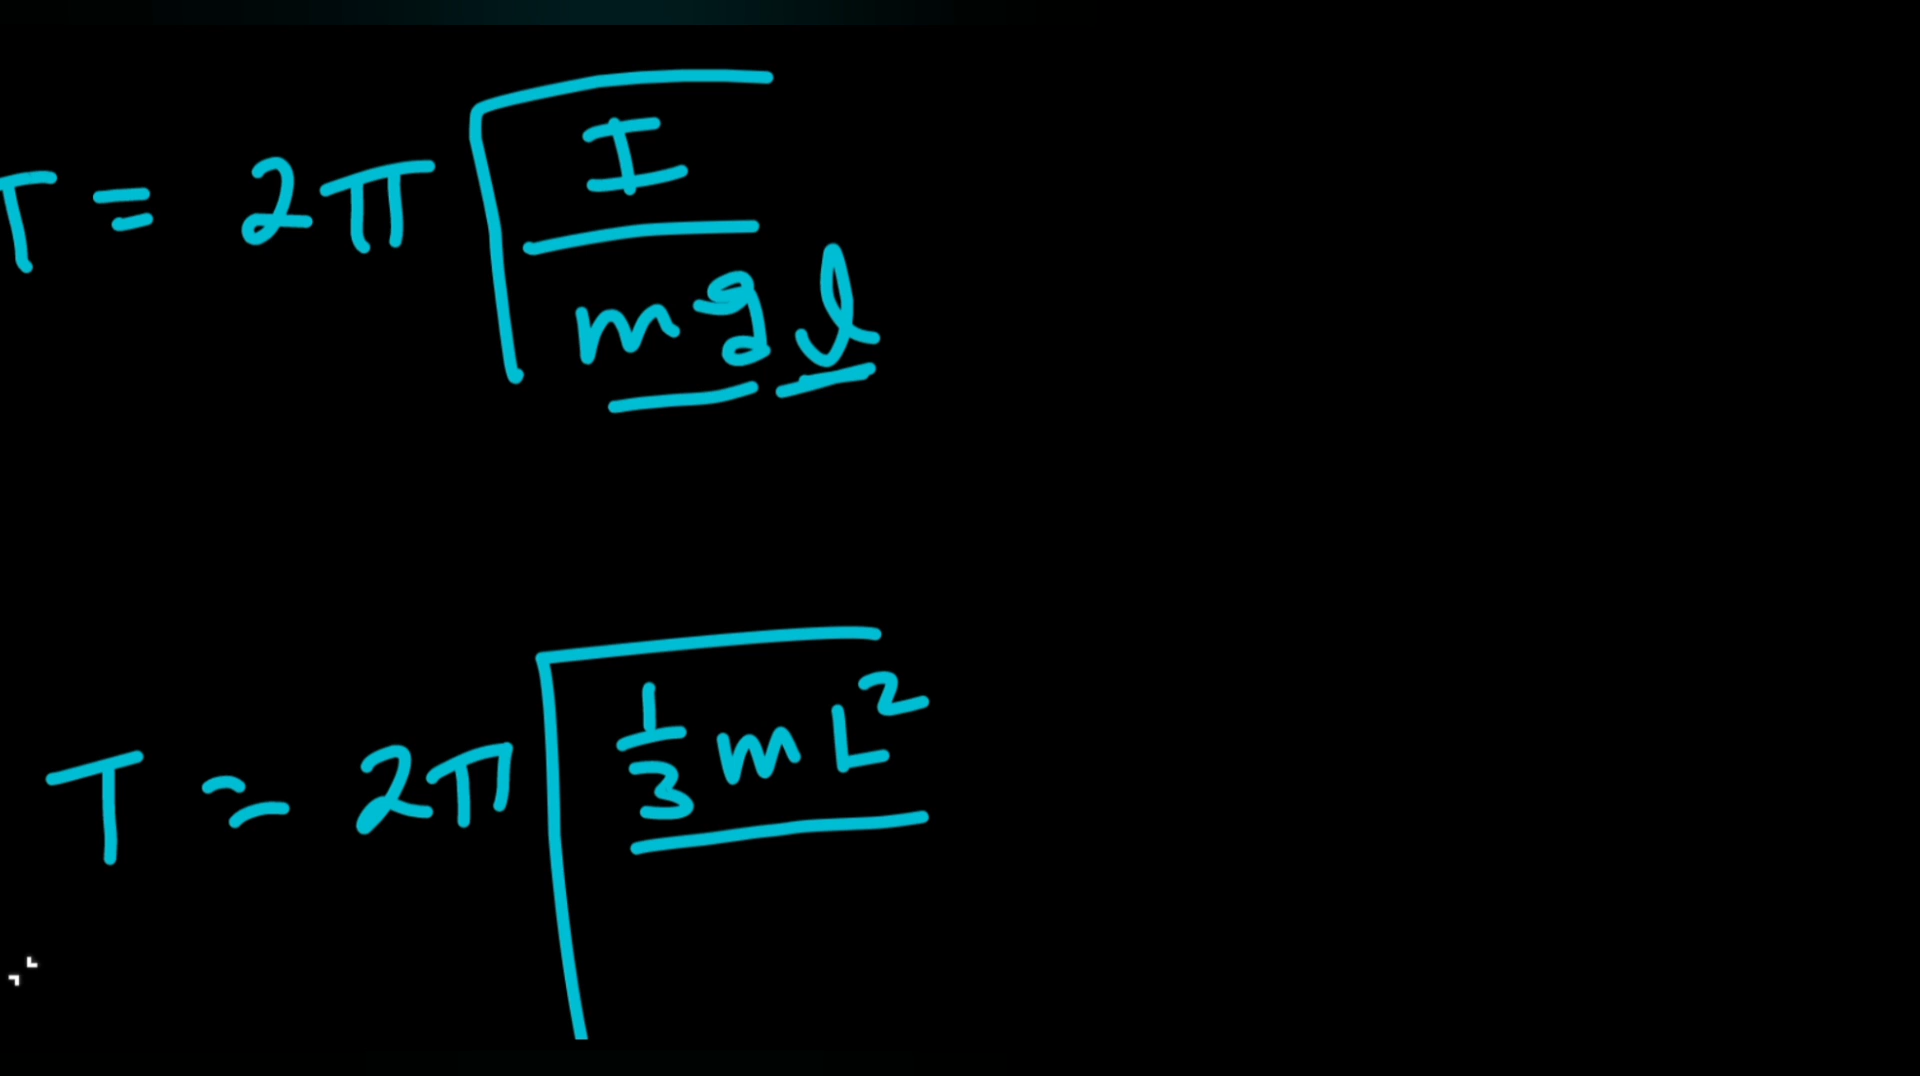 T = 2π √(I / mgl)
T = 2π √(1/3 mL²